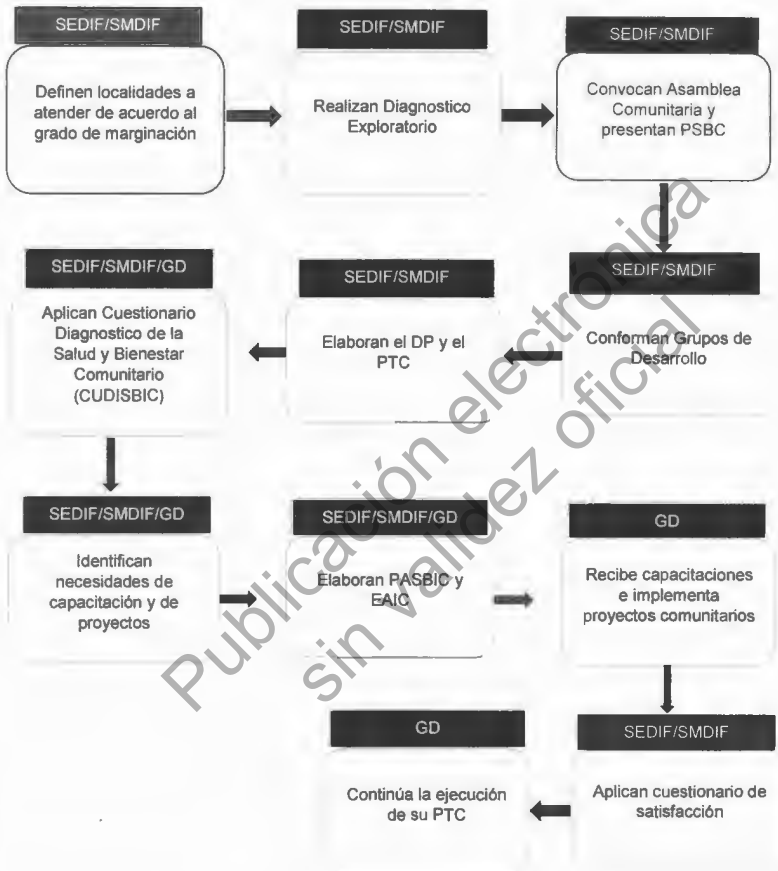 SEDIF/SMDIF
Definen localidades a
atender de acuerdo al
grado de marginación
SEDIF/SMDIF
Realizan Diagnostico
Exploratorio
SEDIF/SMDIF
Convocan Asamblea
Comunitaria y
presentan PSBC
SEDIF/SMDIF
Conforman Grupos de
Desarrollo
SEDIF/SMDIF
Elaboran el DP y el
PTC
SEDIF/SMDIF/GD
Aplican Cuestionario
Diagnostico de la
Salud y Bienestar
Comunitario
(CUDISBIC)
SEDIF/SMDIF/GD
Identifican
necesidades de
capacitación y de
proyectos
SEDIF/SMDIF/GD
Elaboran PASBIC y
EAIC
GD
Recibe capacitaciones
e implementa
proyectos comunitarios
SEDIF/SMDIF
Aplican cuestionario de
satisfacción
GD
Continúa la ejecución
de su PTC
Publicación electrónica
sin validez oficial